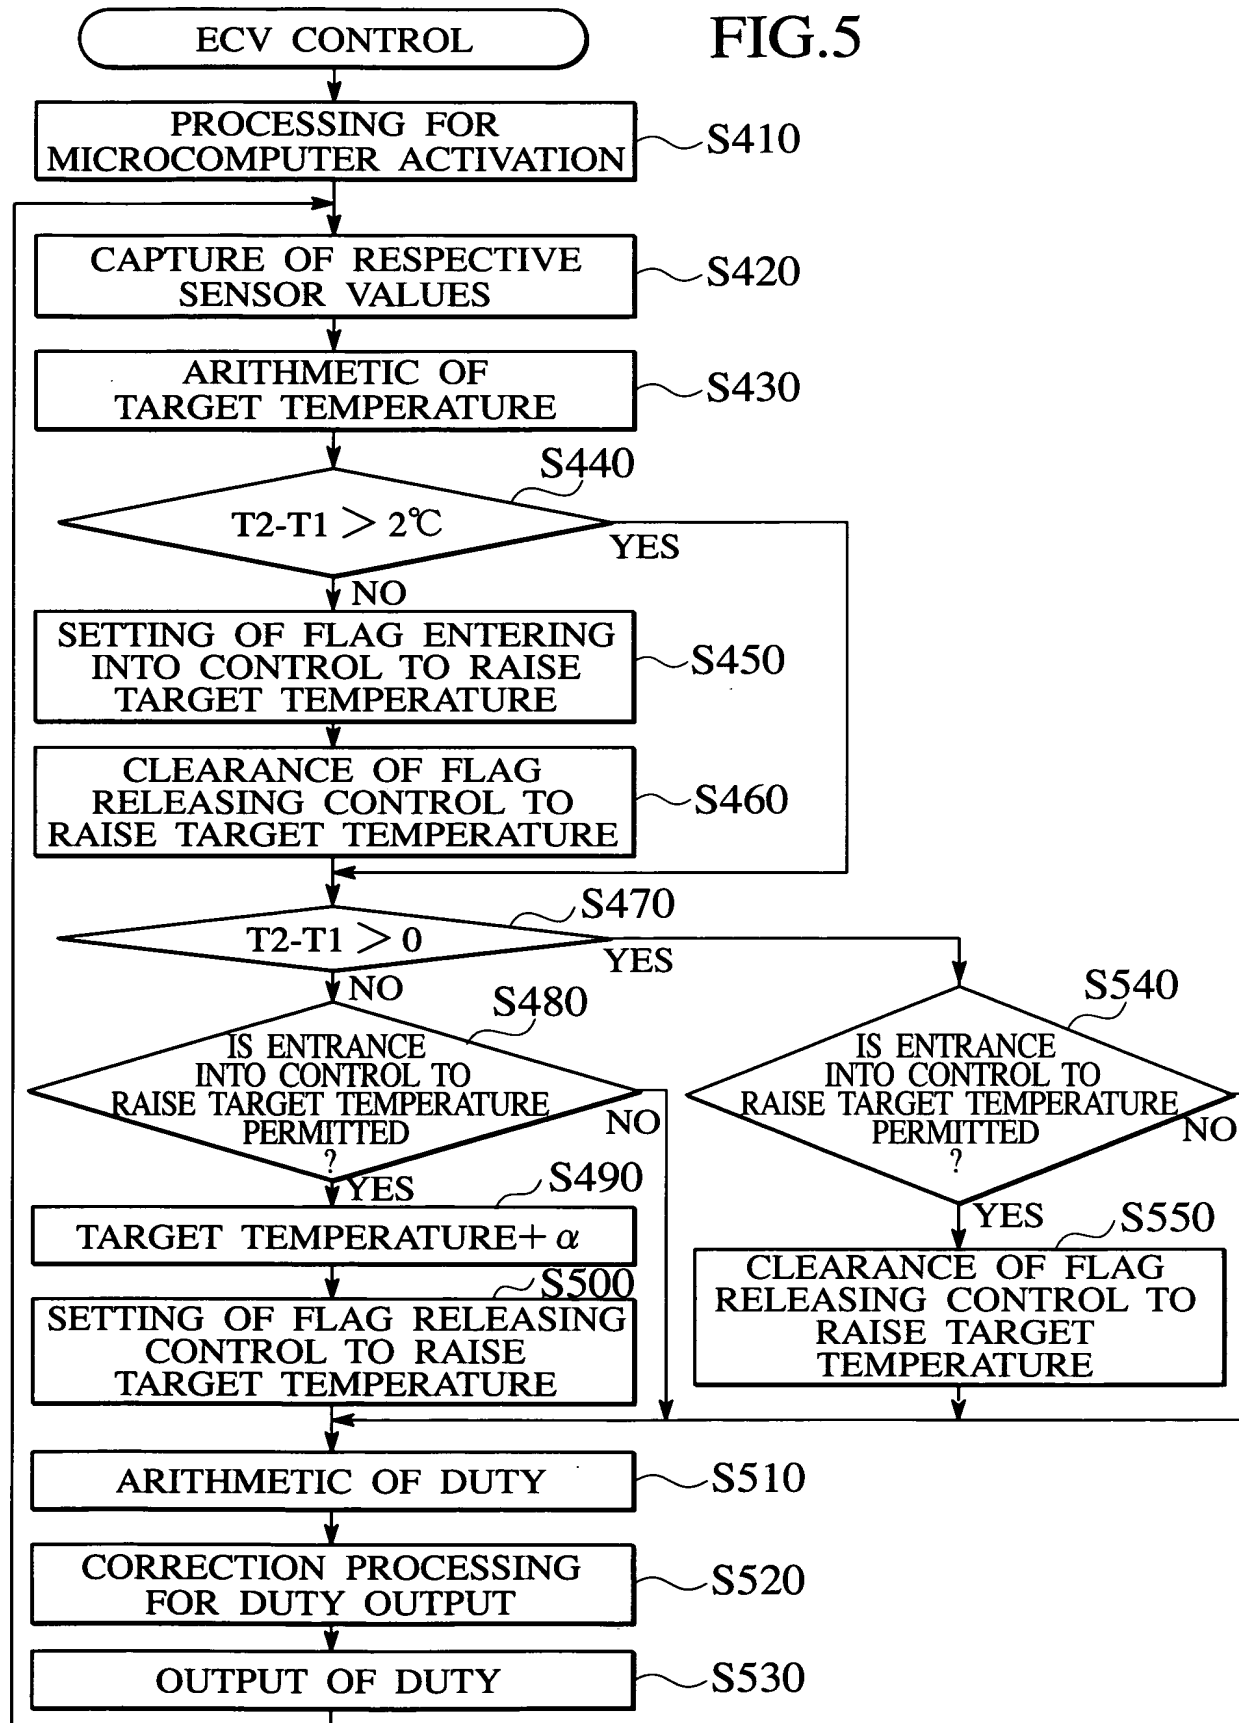 FIG.5
ECV CONTROL
PROCESSING FOR
MICROCOMPUTER ACTIVATION
S410
CAPTURE OF RESPECTIVE
SENSOR VALUES
S420
ARITHMETIC OF
TARGET TEMPERATURE
S430
S440
T2-T1 > 2℃
YES
NO
SETTING OF FLAG ENTERING
INTO CONTROL TO RAISE
TARGET TEMPERATURE
S450
CLEARANCE OF FLAG
RELEASING CONTROL TO
RAISE TARGET TEMPERATURE
S460
S470
T2-T1 > 0
YES
NO
S480
IS ENTRANCE
INTO CONTROL TO
RAISE TARGET TEMPERATURE
PERMITTED
?
NO
YES
S540
IS ENTRANCE
INTO CONTROL TO
RAISE TARGET TEMPERATURE
PERMITTED
?
NO
YES
S490
TARGET TEMPERATURE+α
S500
SETTING OF FLAG RELEASING
CONTROL TO RAISE
TARGET TEMPERATURE
S550
CLEARANCE OF FLAG
RELEASING CONTROL TO
RAISE TARGET
TEMPERATURE
ARITHMETIC OF DUTY
S510
CORRECTION PROCESSING
FOR DUTY OUTPUT
S520
OUTPUT OF DUTY
S530